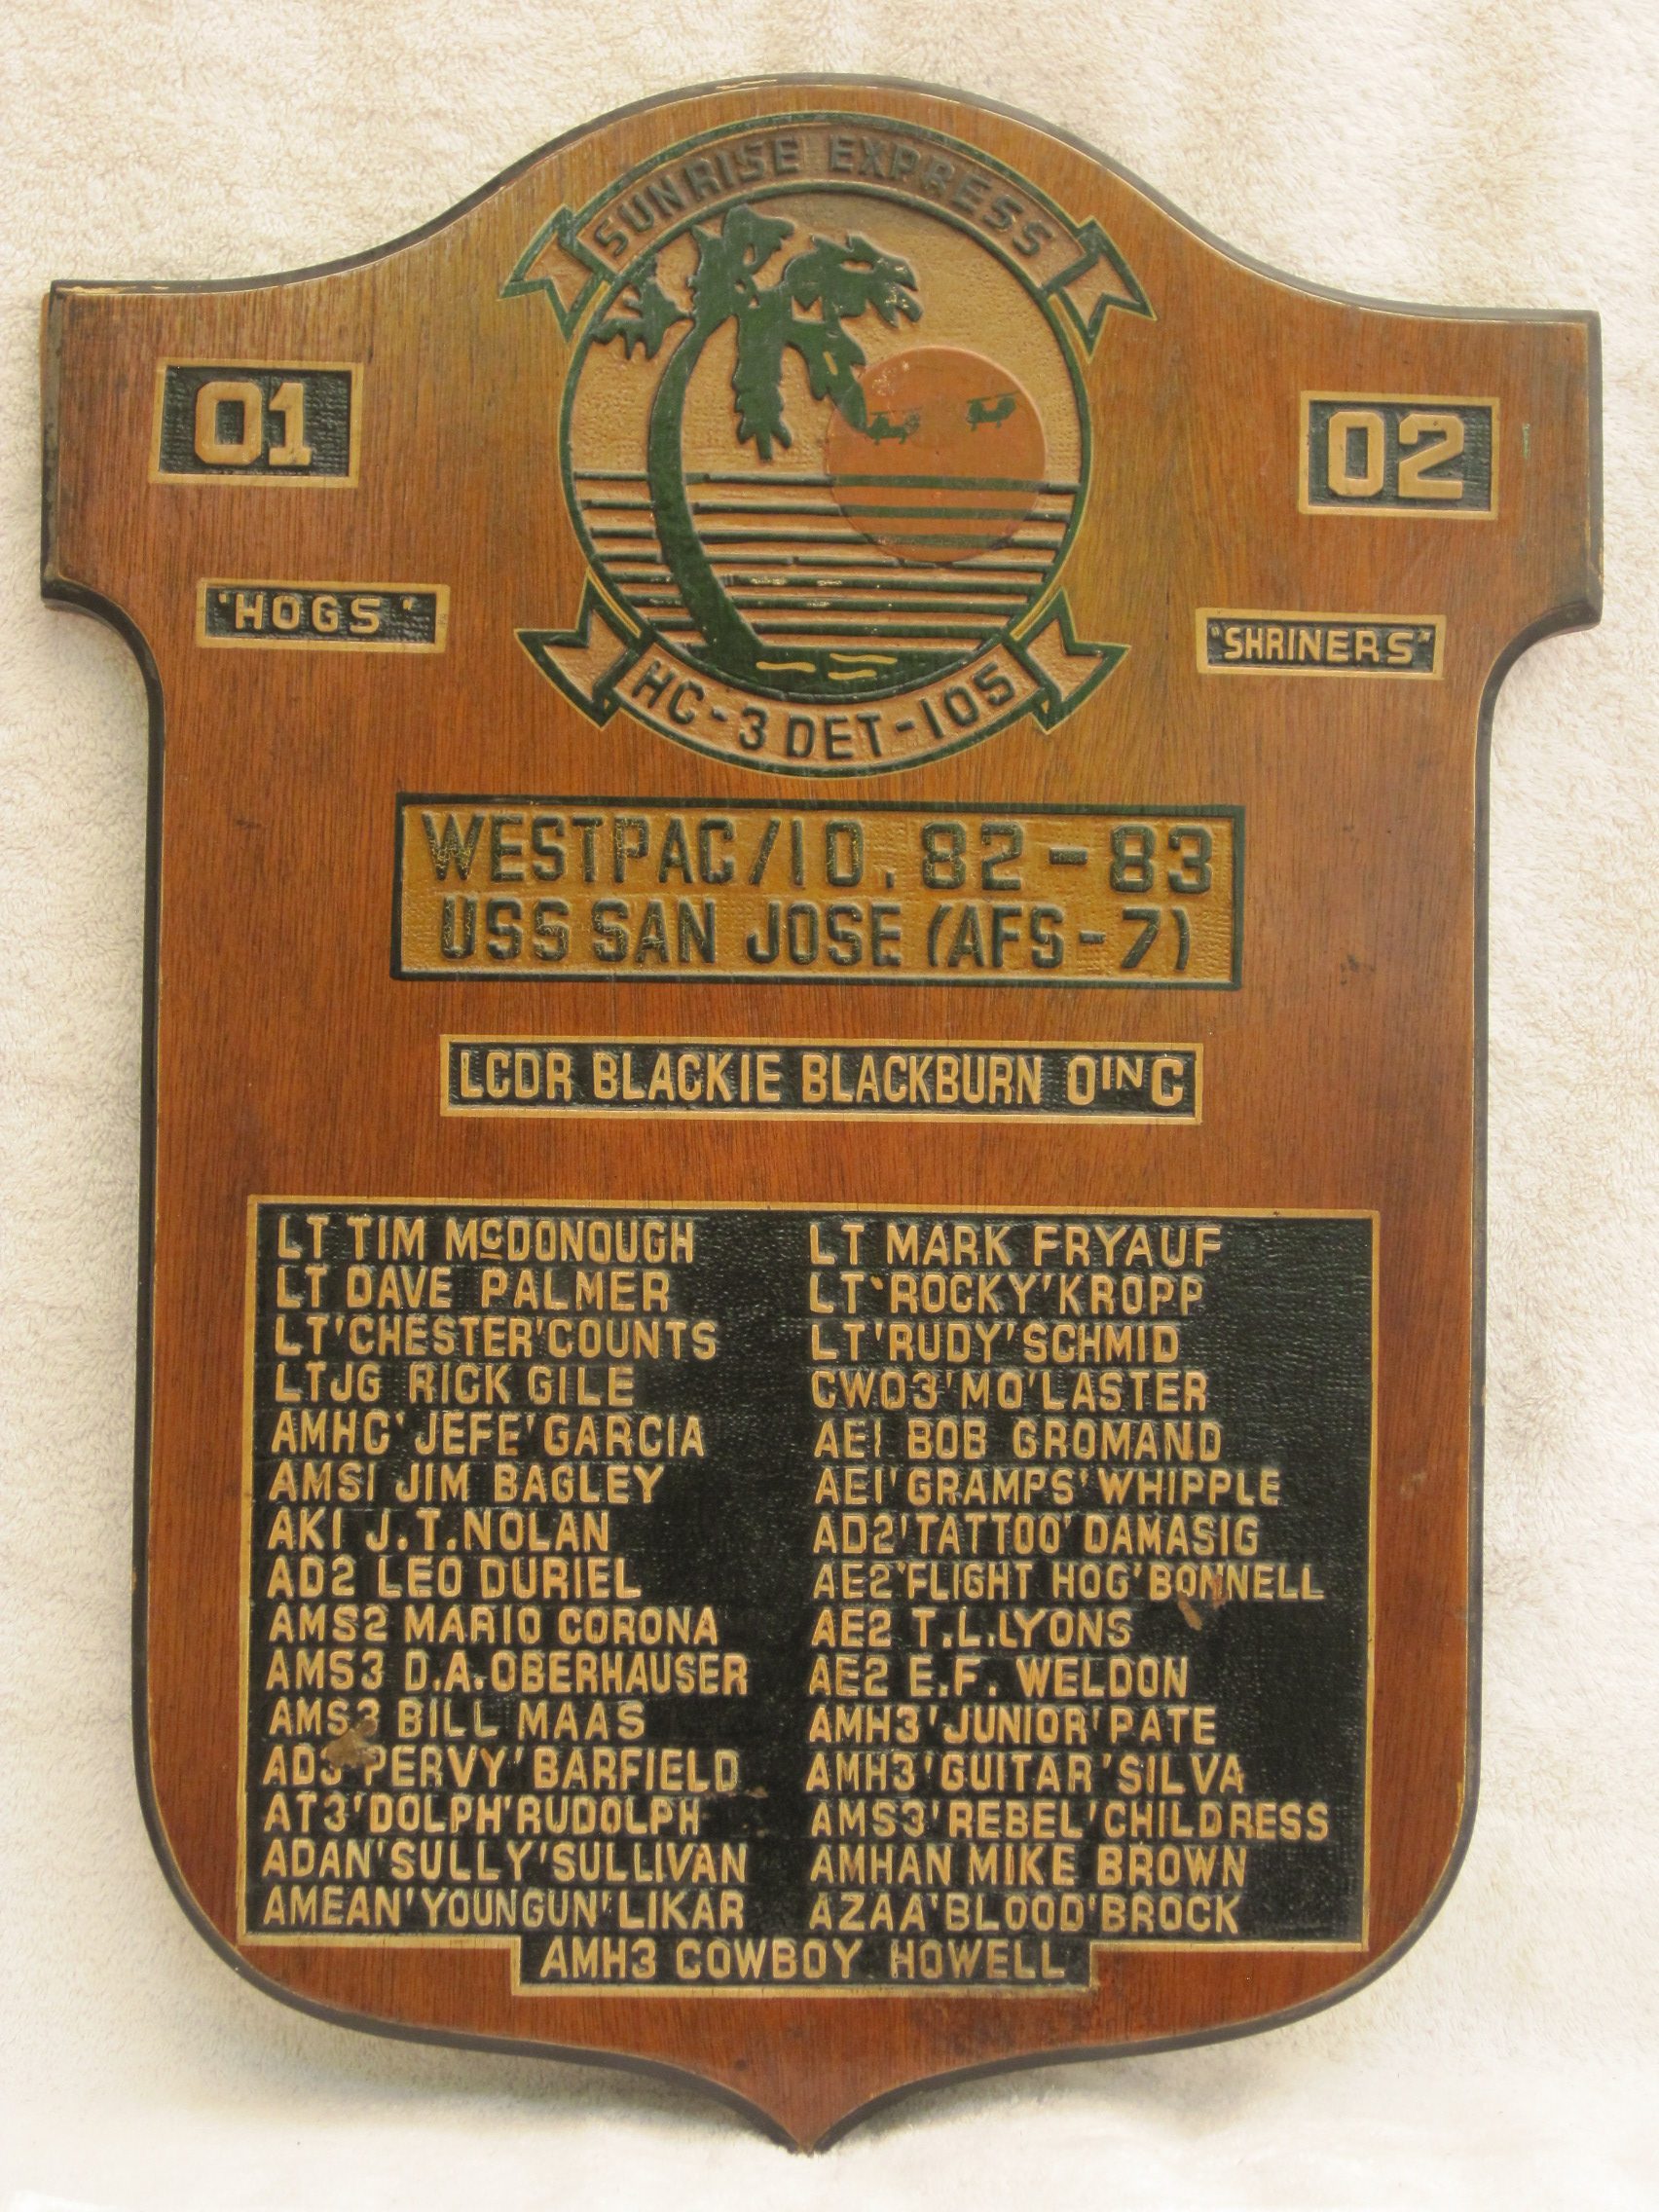 SUNRISE EXPRESS
01
02
"HOGS"
"SHRINERS"
HC-3 DET-105
WESTPAC/IO, 82-83
USS SAN JOSE (AFS-7)
LCDR BLACKIE BLACKBURN OINC
LT TIM McDONOUGH
LT DAVE PALMER
LT'CHESTER'COUNTS
LTJG RICK GILE
AMHC'JEFE'GARCIA
AMS1 JIM BAGLEY
AK1 J.T.NOLAN
AD2 LEO DURIEL
AMS2 MARIO CORONA
AMS3 D.A.OBERHAUSER
AMS3 BILL MAAS
AD3'PERVY'BARFIELD
AT3'DOLPH'RUDOLPH
ADAN'SULLY'SULLIVAN
AMEAN'YOUNGUN'LIKAR
LT MARK FRYAUF
LT'ROCKY'KROPP
LT'RUDY'SCHMID
CWO3'MO'LASTER
AE1 BOB GROMAND
AE1'GRAMPS'WHIPPLE
AD2'TATTOO'DAMASIG
AE2'FLIGHT HOG'BONNELL
AE2 T.L.LYONS
AE2 E.F. WELDON
AMH3'JUNIOR'PATE
AMH3'GUITAR'SILVA
AMS3'REBEL'CHILDRESS
AMHAN MIKE BROWN
AZAA'BLOOD'BROCK
AMH3 COWBOY HOWELL